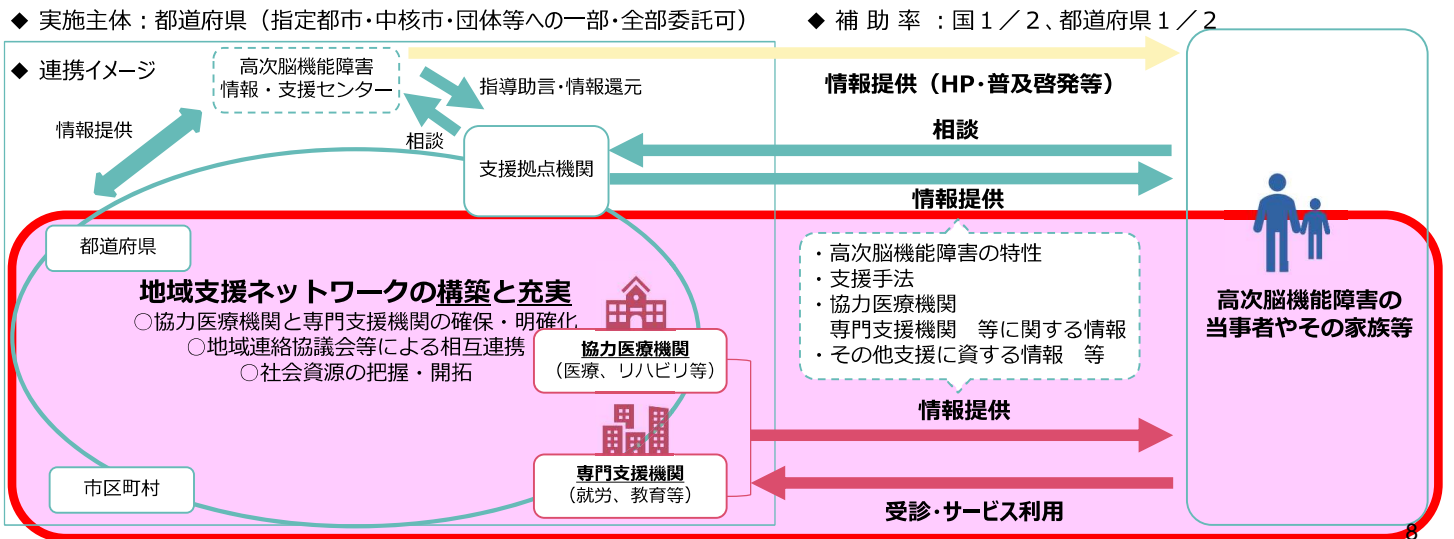 ◆ 実施主体：都道府県（指定都市・中核市・団体等への一部・全部委託可）
◆ 補 助 率 ：国１／２、都道府県１／２
◆ 連携イメージ
高次脳機能障害
情報・支援センター
指導助言・情報還元
情報提供（HP・普及啓発等）
情報提供
相談
相談
支援拠点機関
情報提供
都道府県
・高次脳機能障害の特性
・支援手法
・協力医療機関
専門支援機関　等に関する情報
・その他支援に資する情報　等
地域支援ネットワークの構築と充実
○協力医療機関と専門支援機関の確保・明確化
○地域連絡協議会等による相互連携
○社会資源の把握・開拓
高次脳機能障害の
当事者やその家族等
協力医療機関
（医療、リハビリ等）
情報提供
専門支援機関
（就労、教育等）
市区町村
受診・サービス利用
8